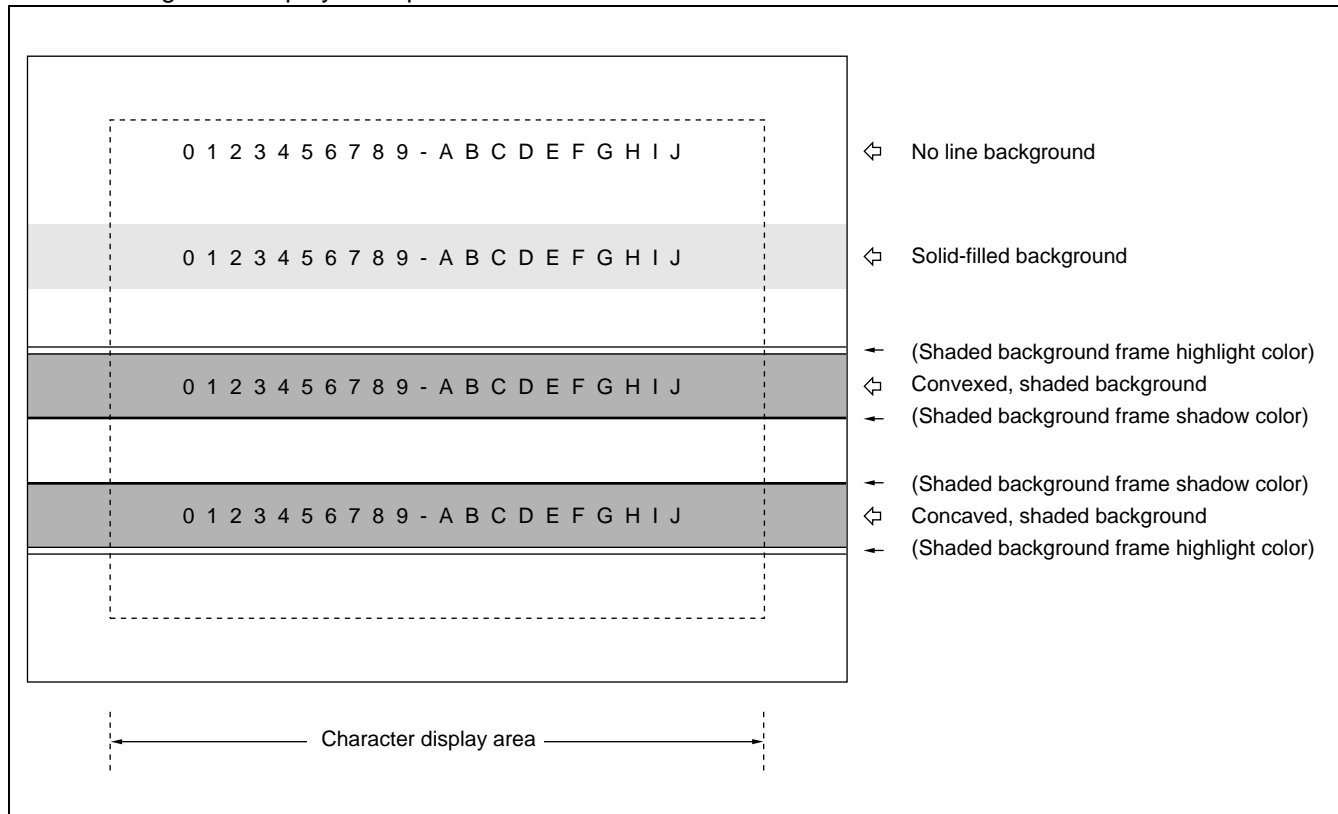 0 1 2 3 4 5 6 7 8 9 - A B C D E F G H I J
No line background
0 1 2 3 4 5 6 7 8 9 - A B C D E F G H I J
Solid-filled background
(Shaded background frame highlight color)
0 1 2 3 4 5 6 7 8 9 - A B C D E F G H I J
Convexed, shaded background
(Shaded background frame shadow color)
(Shaded background frame shadow color)
0 1 2 3 4 5 6 7 8 9 - A B C D E F G H I J
Concaved, shaded background
(Shaded background frame highlight color)
Character display area